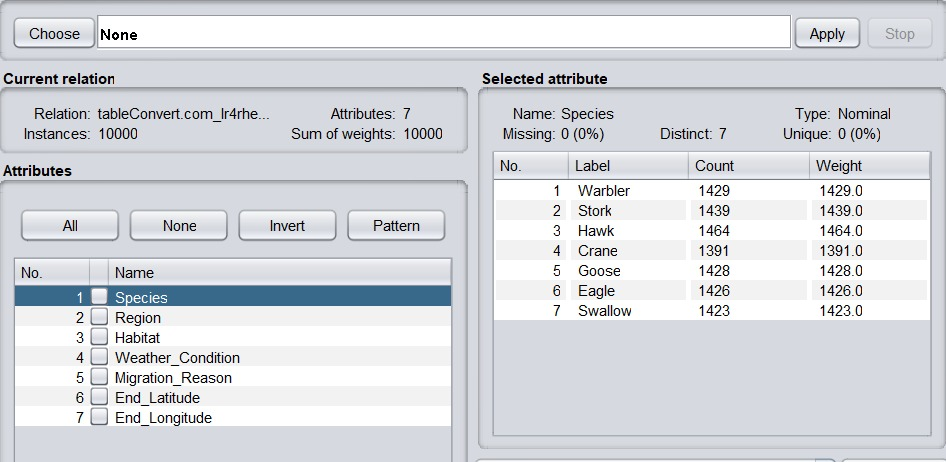 Choose None Apply Stop
Current relation
Relation: tableConvert.com_lr4rhe... Attributes: 7
Instances: 10000 Sum of weights: 10000
Attributes
All None Invert Pattern
No. Name
1 Species
2 Region
3 Habitat
4 Weather_Condition
5 Migration_Reason
6 End_Latitude
7 End_Longitude
Selected attribute
Name: Species Type: Nominal
Missing: 0 (0%) Distinct: 7 Unique: 0 (0%)
No. Label Count Weight
1 Warbler 1429 1429.0
2 Stork 1439 1439.0
3 Hawk 1464 1464.0
4 Crane 1391 1391.0
5 Goose 1428 1428.0
6 Eagle 1426 1426.0
7 Swallow 1423 1423.0